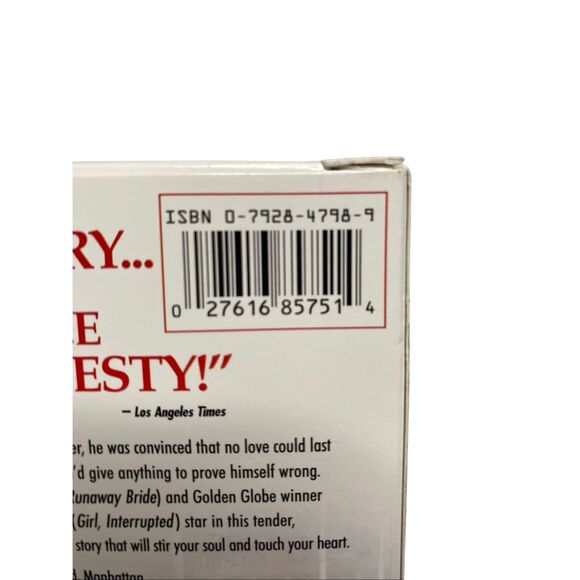 ISBN 0-7928-4798-9
RY...
0 27616 85751 4
E
ESTY!”
– Los Angeles Times
er, he was convinced that no love could last
'd give anything to prove himself wrong.
Runaway Bride) and Golden Globe winner
(Girl, Interrupted) star in this tender,
story that will stir your soul and touch your heart.
Manhattan